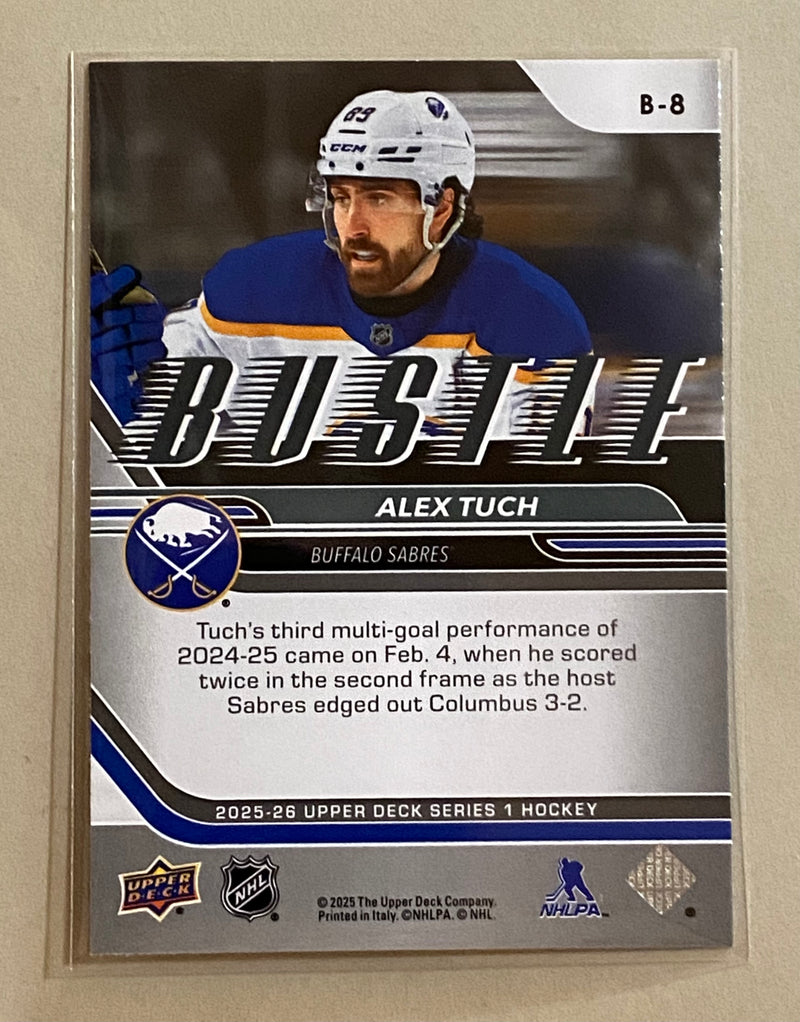 B-8
89
CCM
NHL
BUSTLE
ALEX TUCH
BUFFALO SABRES
Tuch's third multi-goal performance of
2024-25 came on Feb. 4, when he scored
twice in the second frame as the host
Sabres edged out Columbus 3-2.
2025-26 UPPER DECK SERIES 1 HOCKEY
UPPER
D·E·C·K
NHL
© 2025 The Upper Deck Company.
Printed in Italy. ©NHLPA. © NHL.
NHLPA